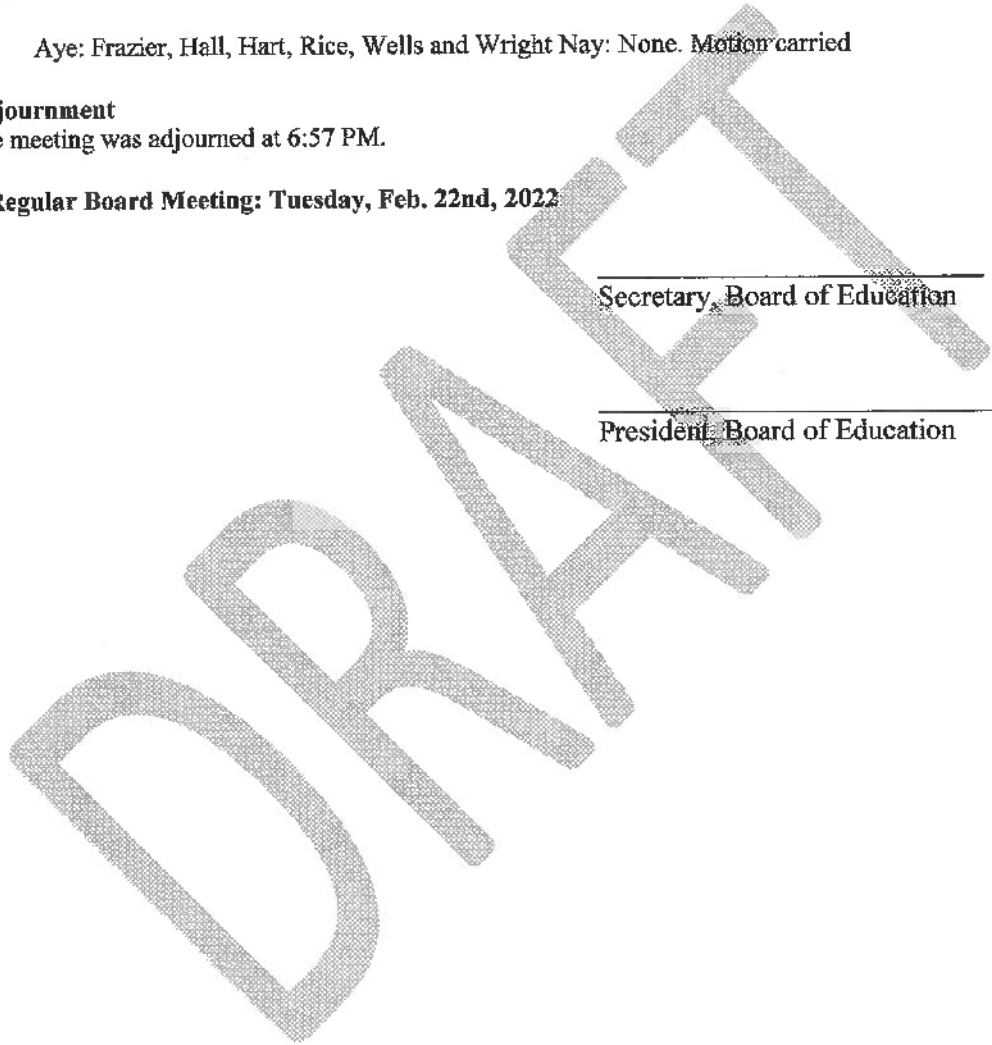 Aye: Frazier, Hall, Hart, Rice, Wells and Wright Nay: None. Motion carried
journment
e meeting was adjourned at 6:57 PM.
Regular Board Meeting: Tuesday, Feb. 22nd, 2022
Secretary, Board of Education
President, Board of Education
DRAFT